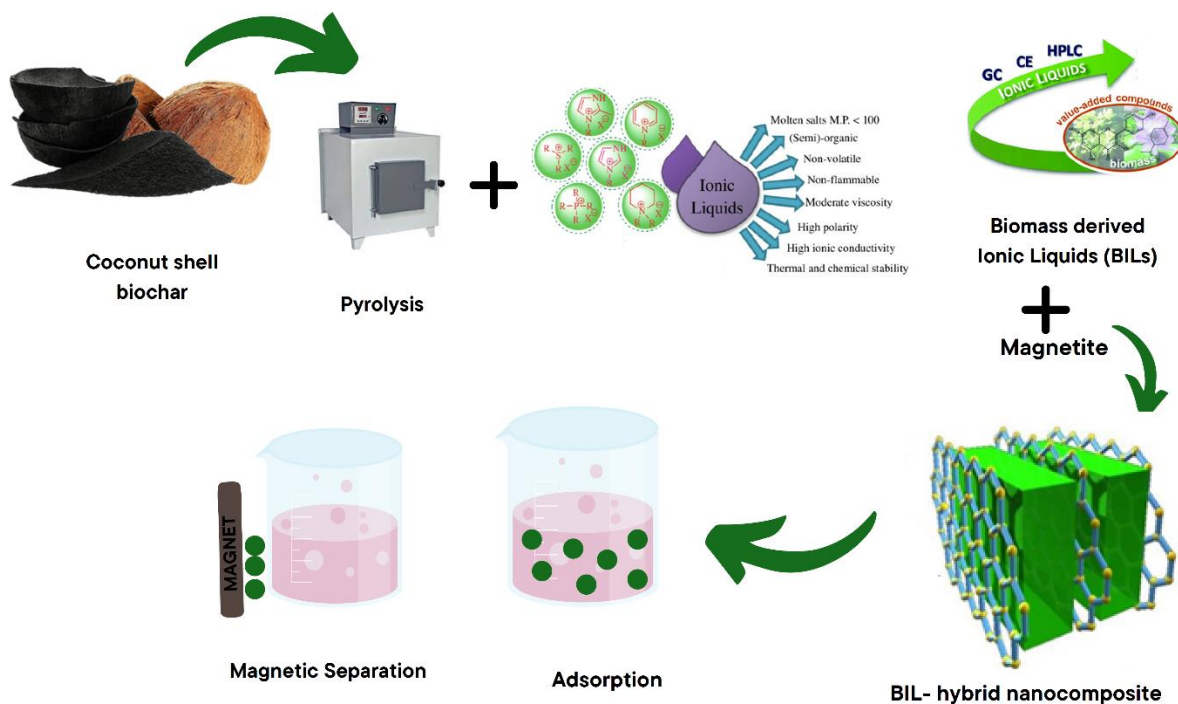 Coconut shell
biochar
Pyrolysis
+
Ionic
Liquids
Molten salts M.P. < 100
(Semi)-organic
Non-volatile
Non-flammable
Moderate viscosity
High polarity
High ionic conductivity
Thermal and chemical stability
GC CE HPLC
IONIC LIQUIDS
value-added compounds
biomass
Biomass derived
Ionic Liquids (BILs)
+
Magnetite
BIL- hybrid nanocomposite
Adsorption
MAGNET
Magnetic Separation